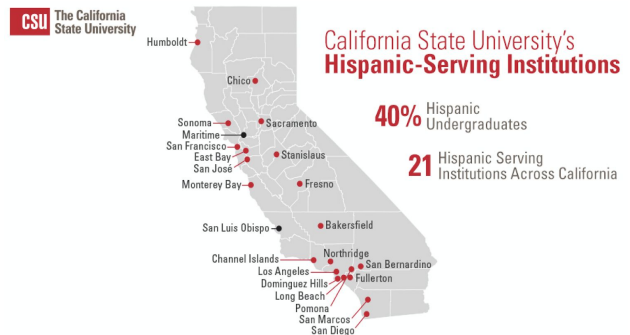 CSU The California
State University
California State University's
Hispanic-Serving Institutions
40% Hispanic
Undergraduates
21 Hispanic Serving
Institutions Across California
Humboldt
Chico
Sonoma
Sacramento
Maritime
San Francisco
East Bay
Stanislaus
San José
Monterey Bay
Fresno
San Luis Obispo
Bakersfield
Channel Islands
Northridge
San Bernardino
Los Angeles
Dominguez Hills
Fullerton
Long Beach
Pomona
San Marcos
San Diego